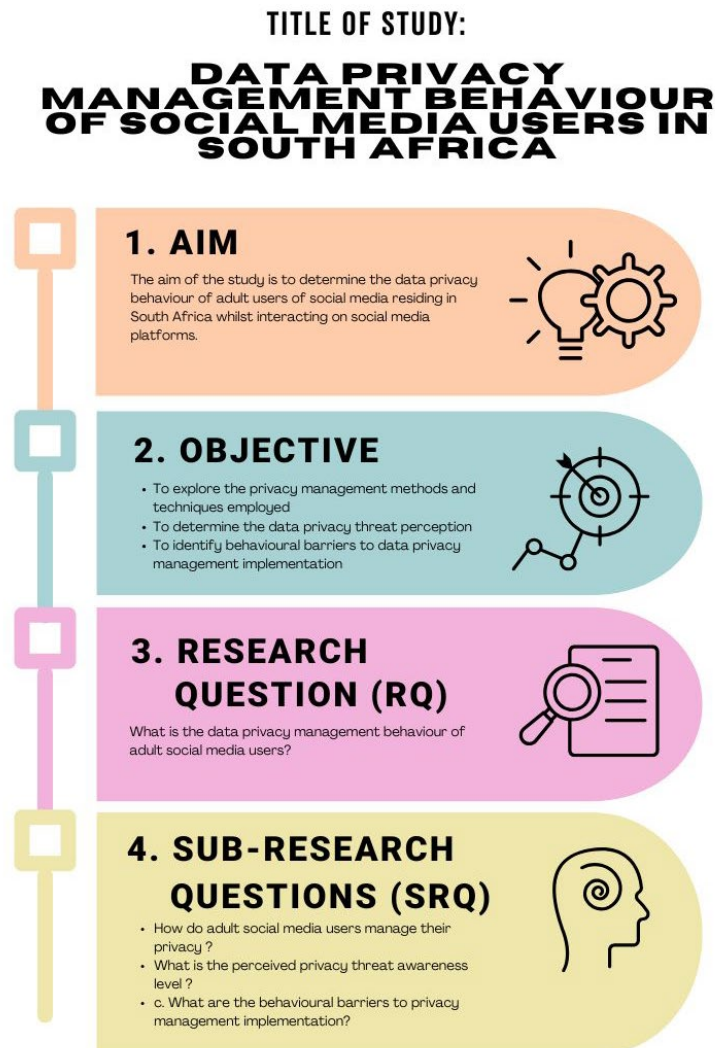 TITLE OF STUDY:
DATA PRIVACY
MANAGEMENT BEHAVIOUR
OF SOCIAL MEDIA USERS IN
SOUTH AFRICA
1. AIM
The aim of the study is to determine the data privacy
behaviour of adult users of social media residing in
South Africa whilst interacting on social media
platforms.
2. OBJECTIVE
• To explore the privacy management methods and
techniques employed
• To determine the data privacy threat perception
• To identify behavioural barriers to data privacy
management implementation
3. RESEARCH
QUESTION (RQ)
What is the data privacy management behaviour of
adult social media users?
4. SUB-RESEARCH
QUESTIONS (SRQ)
• How do adult social media users manage their
privacy ?
• What is the perceived privacy threat awareness
level ?
• c. What are the behavioural barriers to privacy
management implementation?